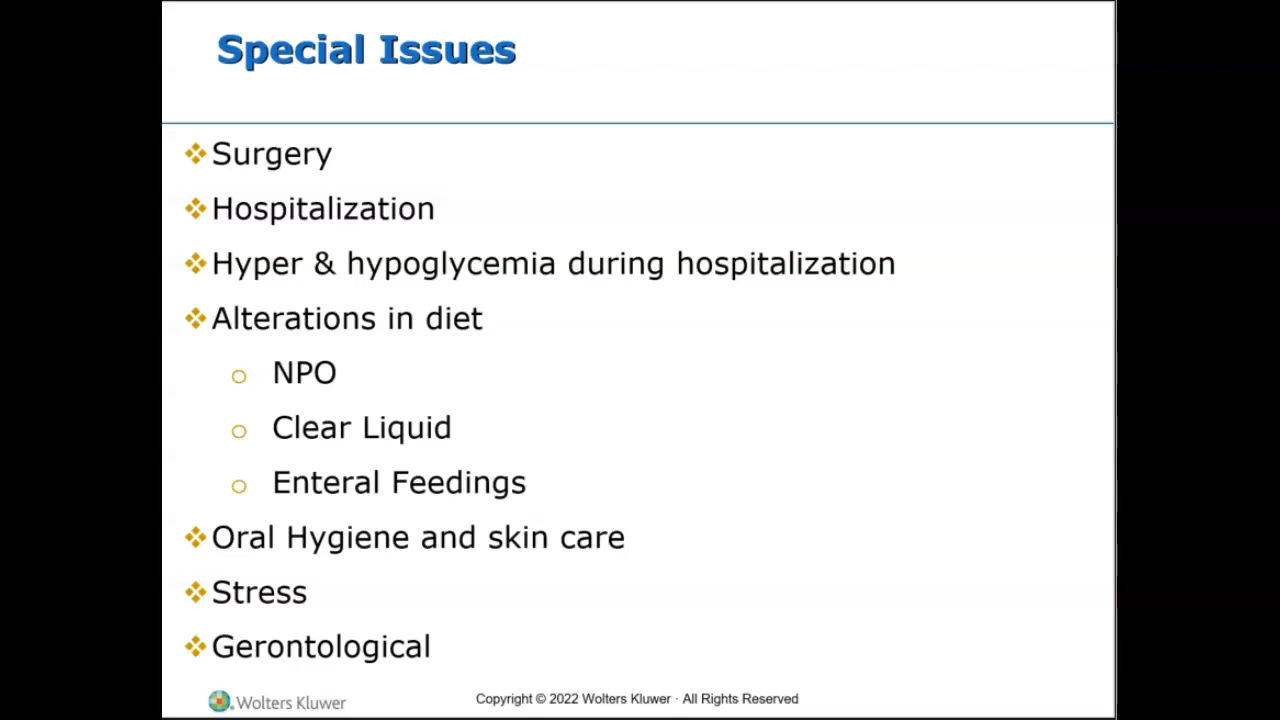 Special Issues
❖Surgery
❖Hospitalization
❖Hyper & hypoglycemia during hospitalization
❖Alterations in diet
o NPO
o Clear Liquid
o Enteral Feedings
❖Oral Hygiene and skin care
❖Stress
❖Gerontological
Wolters Kluwer
Copyright © 2022 Wolters Kluwer · All Rights Reserved